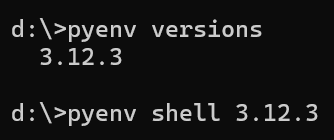 d:\>pyenv versions
  3.12.3
d:\>pyenv shell 3.12.3